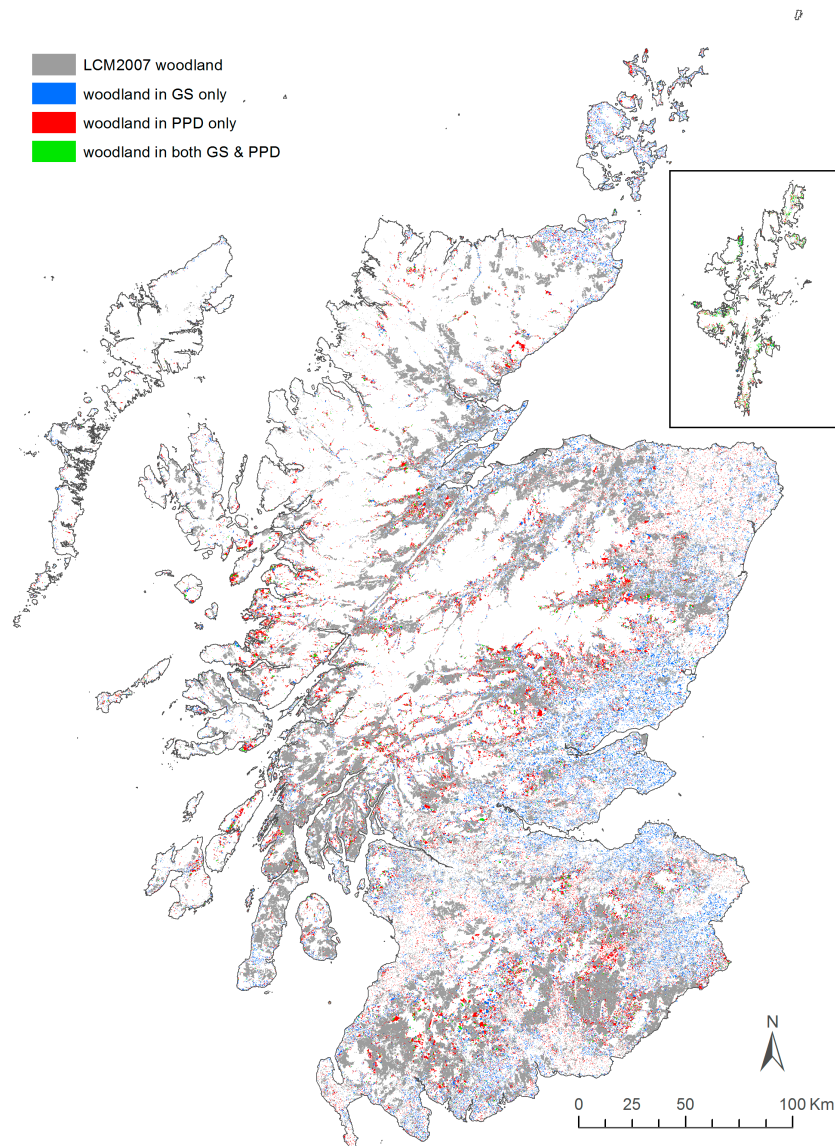 LCM2007 woodland
woodland in GS only
woodland in PPD only
woodland in both GS & PPD
N
0 25 50 100 Km